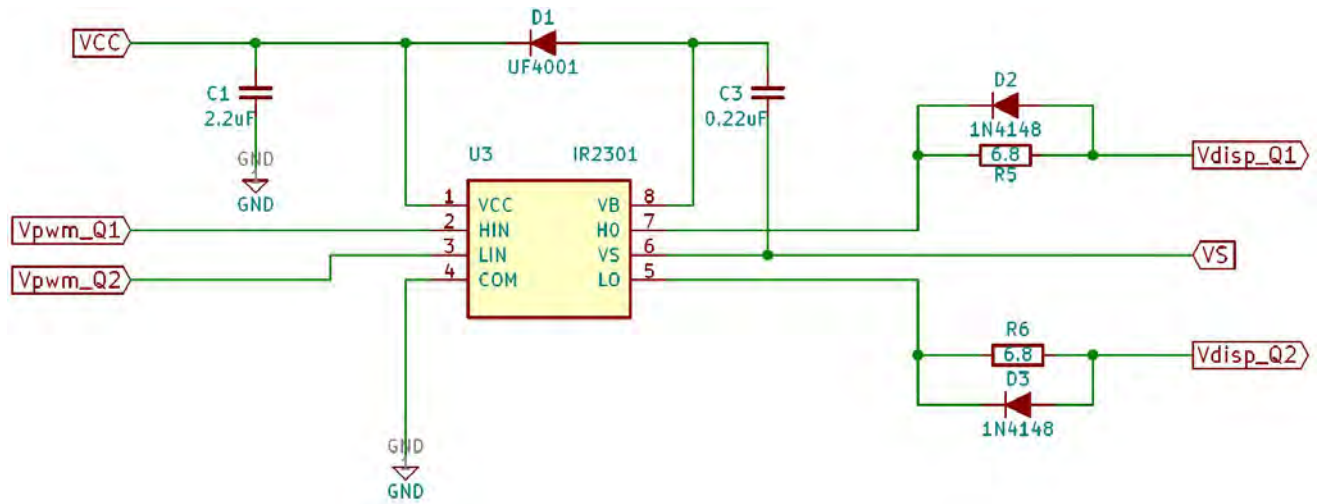 D1
VCC
UF4001
D2
C1
2.2uF
C3
0.22uF
1N4148
GND
GND
U3
IR2301
6.8
R5
Vdisp_Q1
1
VCC
VB
8
Vpwm_Q1
2
HIN
HO
7
3
LIN
VS
6
VS
Vpwm_Q2
4
COM
LO
5
R6
6.8
Vdisp_Q2
D3
1N4148
GND
GND